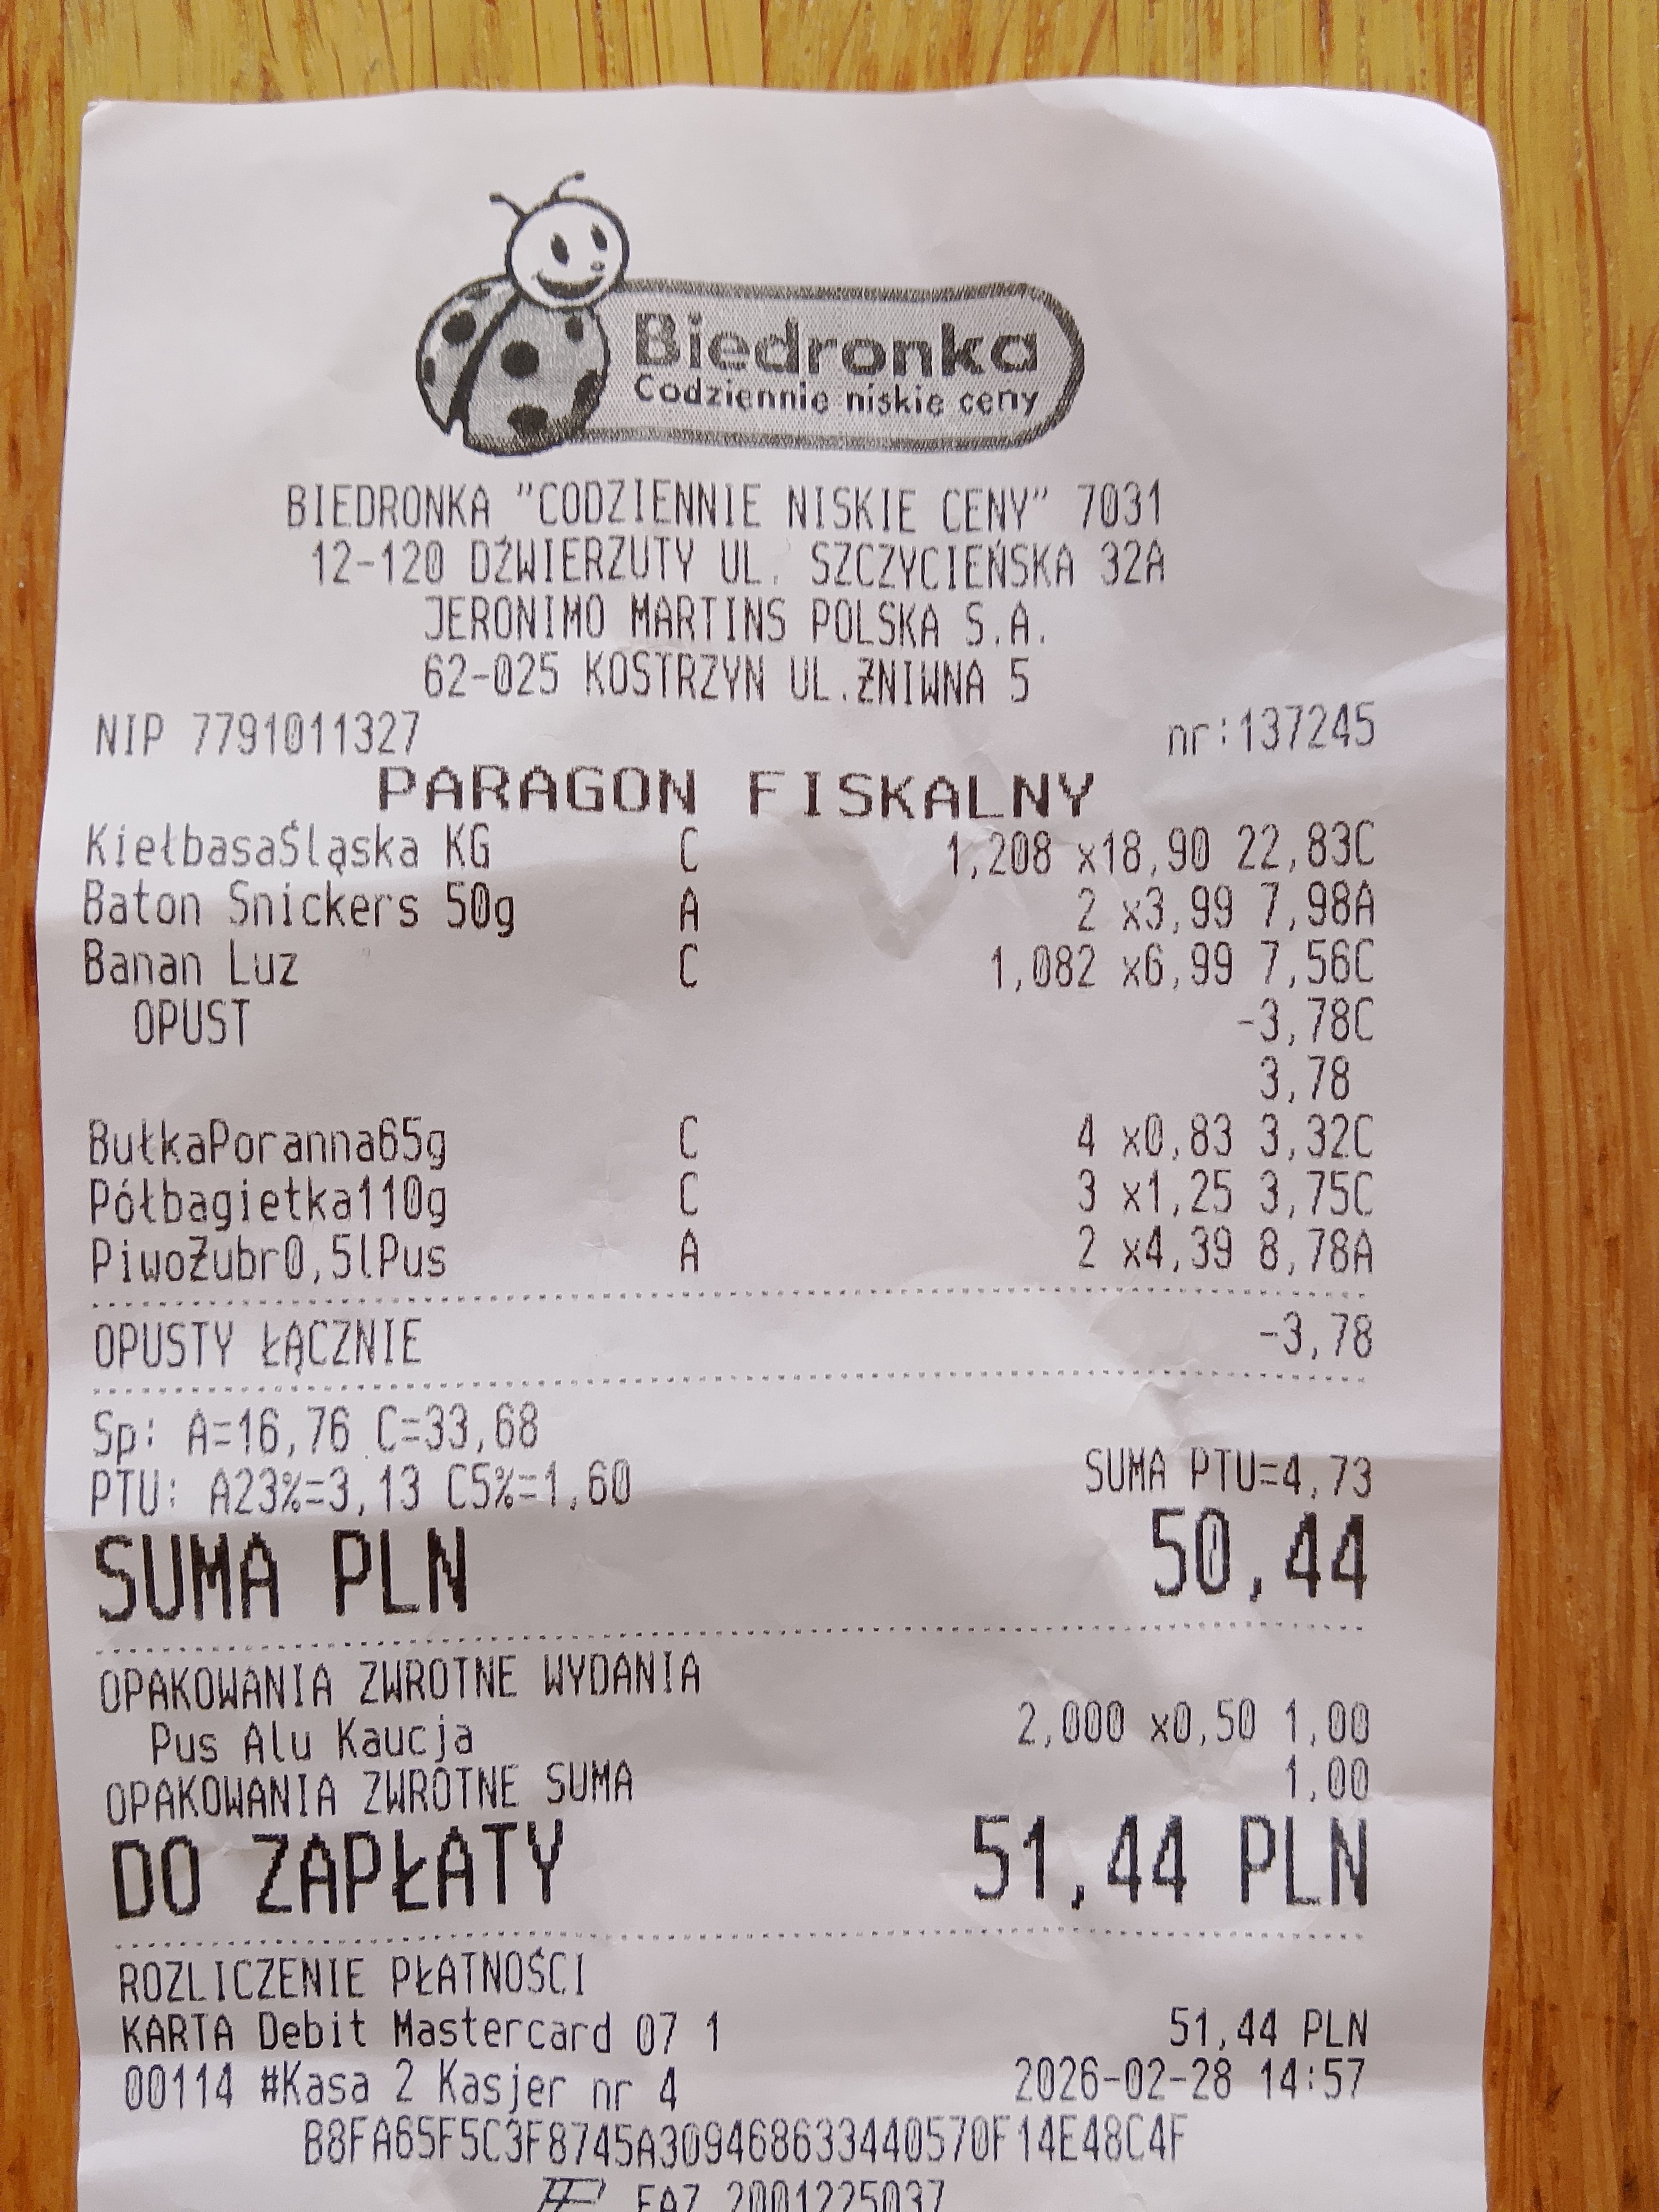 Biedronka
Codziennie niskie ceny
BIEDRONKA "CODZIENNIE NISKIE CENY" 7031
12-120 DŹWIERZUTY UL. SZCZYCIEŃSKA 32A
JERONIMO MARTINS POLSKA S.A.
62-025 KOSTRZYN UL.ŻNIWNA 5
NIP 7791011327 nr:137245
PARAGON FISKALNY
KiełbasaŚląska KG C 1,208 x18,90 22,83C
Baton Snickers 50g A 2 x3,99 7,98A
Banan Luz C 1,082 x6,99 7,56C
OPUST -3,78C
3,78
BułkaPoranna65g C 4 x0,83 3,32C
Półbagietka110g C 3 x1,25 3,75C
PiwoŻubr0,5lPus A 2 x4,39 8,78A
OPUSTY ŁĄCZNIE -3,78
Sp: A=16,76 C=33,68
PTU: A23%=3,13 C5%=1,60 SUMA PTU=4,73
SUMA PLN 50,44
OPAKOWANIA ZWROTNE WYDANIA
Pus Alu Kaucja 2,000 x0,50 1,00
OPAKOWANIA ZWROTNE SUMA 1,00
DO ZAPŁATY 51,44 PLN
ROZLICZENIE PŁATNOŚCI
KARTA Debit Mastercard 07 1 51,44 PLN
00114 #Kasa 2 Kasjer nr 4 2026-02-28 14:57
B8FA65F5C3F8745A309468633440570F14E48C4F
EAZ 2001225037